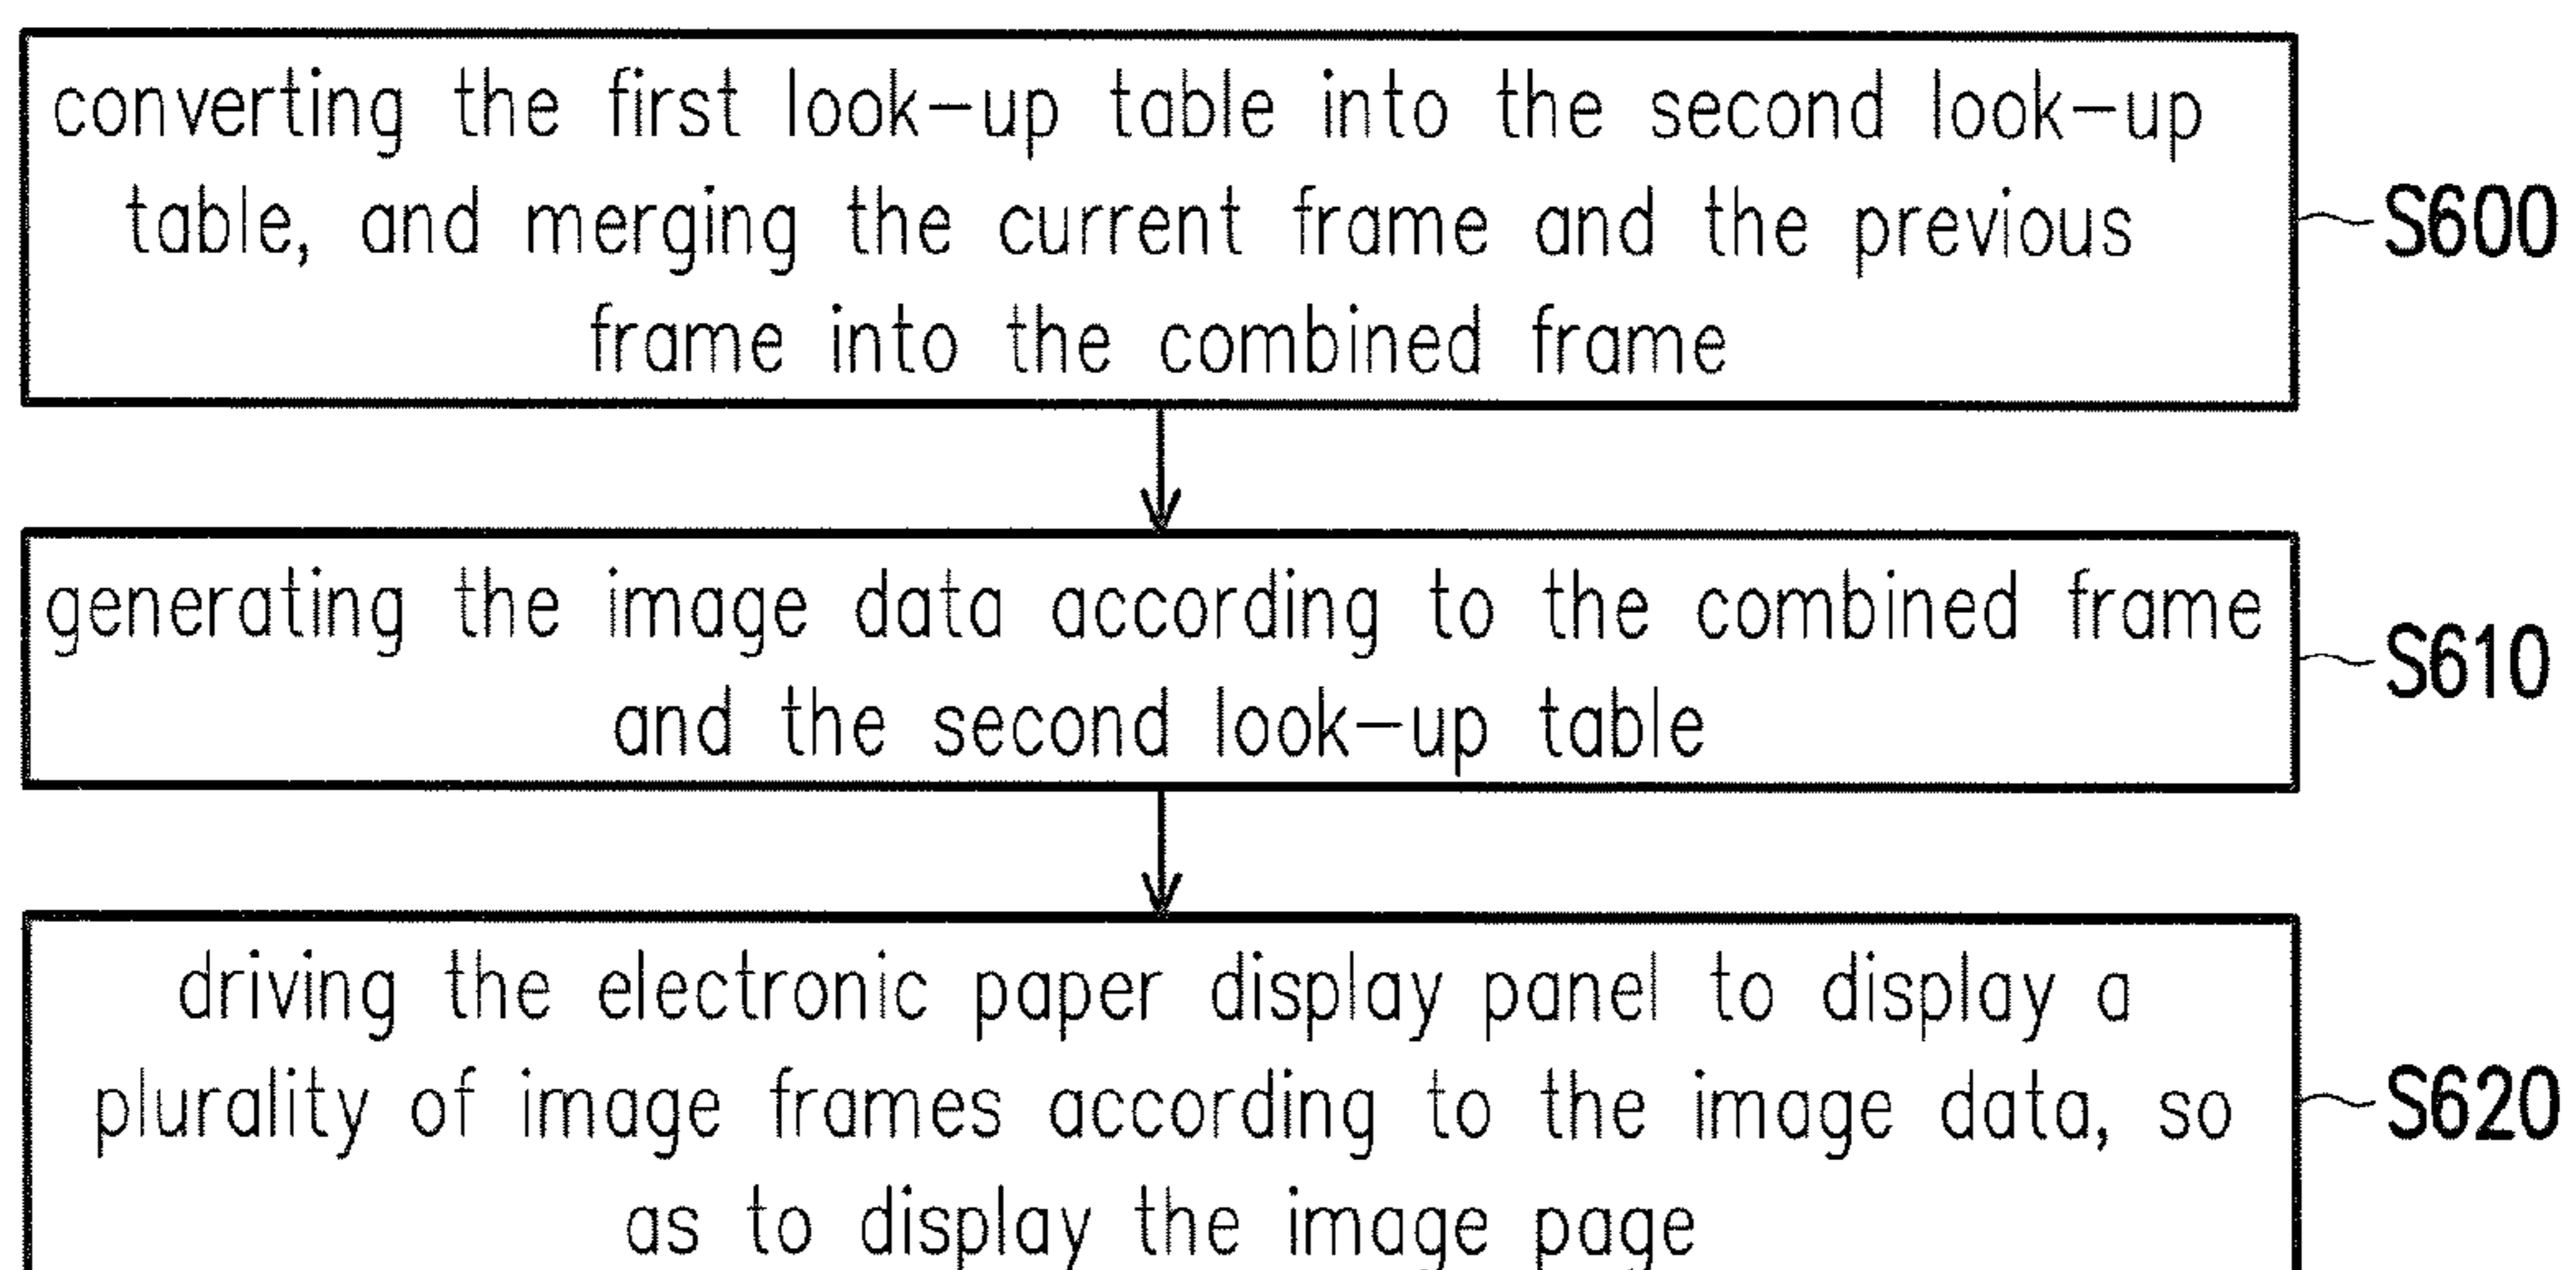 converting the first look-up table into the second look-up
table, and merging the current frame and the previous
frame into the combined frame
S600
generating the image data according to the combined frame
and the second look-up table
S610
driving the electronic paper display panel to display a
plurality of image frames according to the image data, so
as to display the image page
S620